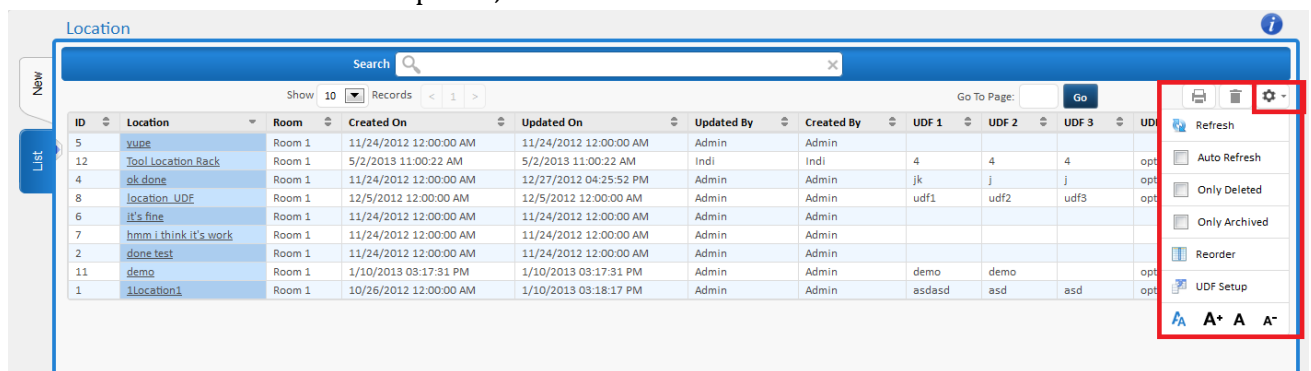 Location
New
List
Search
Show 10 Records < 1 >
Go To Page: Go
ID Location Room Created On Updated On Updated By Created By UDF 1 UDF 2 UDF 3
5 yupe Room 1 11/24/2012 12:00:00 AM 11/24/2012 12:00:00 AM Admin Admin
12 Tool Location Rack Room 1 5/2/2013 11:00:22 AM 5/2/2013 11:00:22 AM Indi Indi 4 4 4
4 ok done Room 1 11/24/2012 12:00:00 AM 12/27/2012 04:25:52 PM Admin Admin jk j j
8 location_UDF Room 1 12/5/2012 12:00:00 AM 12/5/2012 12:00:00 AM Admin Admin udf1 udf2 udf3
6 it's fine Room 1 11/24/2012 12:00:00 AM 11/24/2012 12:00:00 AM Admin Admin
7 hmm i think it's work Room 1 11/24/2012 12:00:00 AM 11/24/2012 12:00:00 AM Admin Admin
2 done test Room 1 11/24/2012 12:00:00 AM 11/24/2012 12:00:00 AM Admin Admin
11 demo Room 1 1/10/2013 03:17:31 PM 1/10/2013 03:17:31 PM Admin Admin demo demo
1 1Location1 Room 1 10/26/2012 12:00:00 AM 1/10/2013 03:18:17 PM Admin Admin asdasd asd asd
Refresh
Auto Refresh
Only Deleted
Only Archived
Reorder
UDF Setup
AA A+ A A-